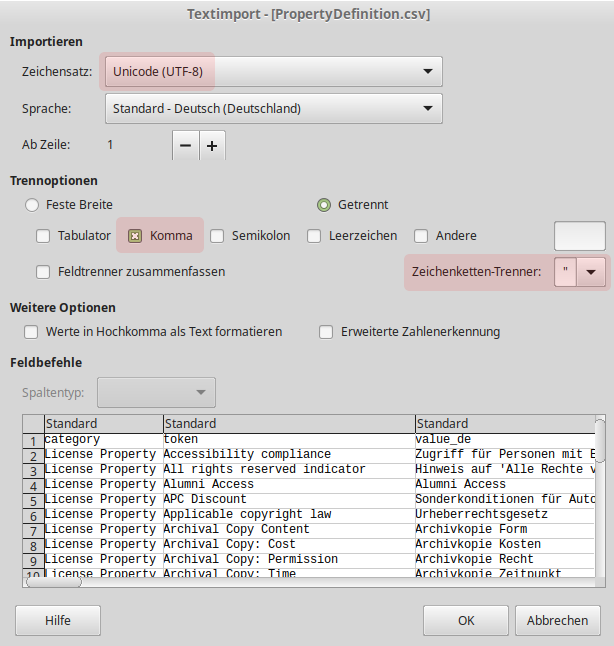 Textimport - [PropertyDefinition.csv]
Importieren
Zeichensatz: Unicode (UTF-8)
Sprache: Standard - Deutsch (Deutschland)
Ab Zeile: 1 − +
Trennoptionen
Feste Breite Getrennt
Tabulator Komma Semikolon Leerzeichen Andere
Feldtrenner zusammenfassen Zeichenketten-Trenner: "
Weitere Optionen
Werte in Hochkomma als Text formatieren Erweiterte Zahlenerkennung
Feldbefehle
Spaltentyp:
Standard Standard Standard
1 category token value_de
2 License Property Accessibility compliance Zugriff für Personen mit
3 License Property All rights reserved indicator Hinweis auf 'Alle Rechte v
4 License Property Alumni Access Alumni Access
5 License Property APC Discount Sonderkonditionen für Auto
6 License Property Applicable copyright law Urheberrechtsgesetz
7 License Property Archival Copy Content Archivkopie Form
8 License Property Archival Copy: Cost Archivkopie Kosten
9 License Property Archival Copy: Permission Archivkopie Recht
10 License Property Archival Copy: Time Archivkopie Zeitpunkt
Hilfe OK Abbrechen